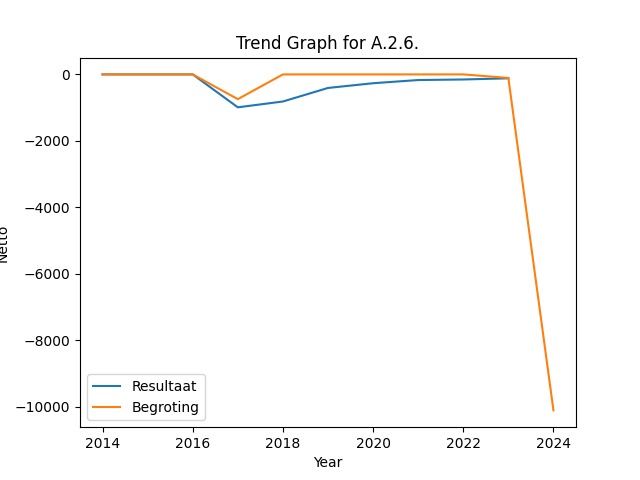 Trend Graph for A.2.6.
0
−2000
−4000
−6000
−8000
−10000
Netto
Resultaat
Begroting
2014 2016 2018 2020 2022 2024
Year